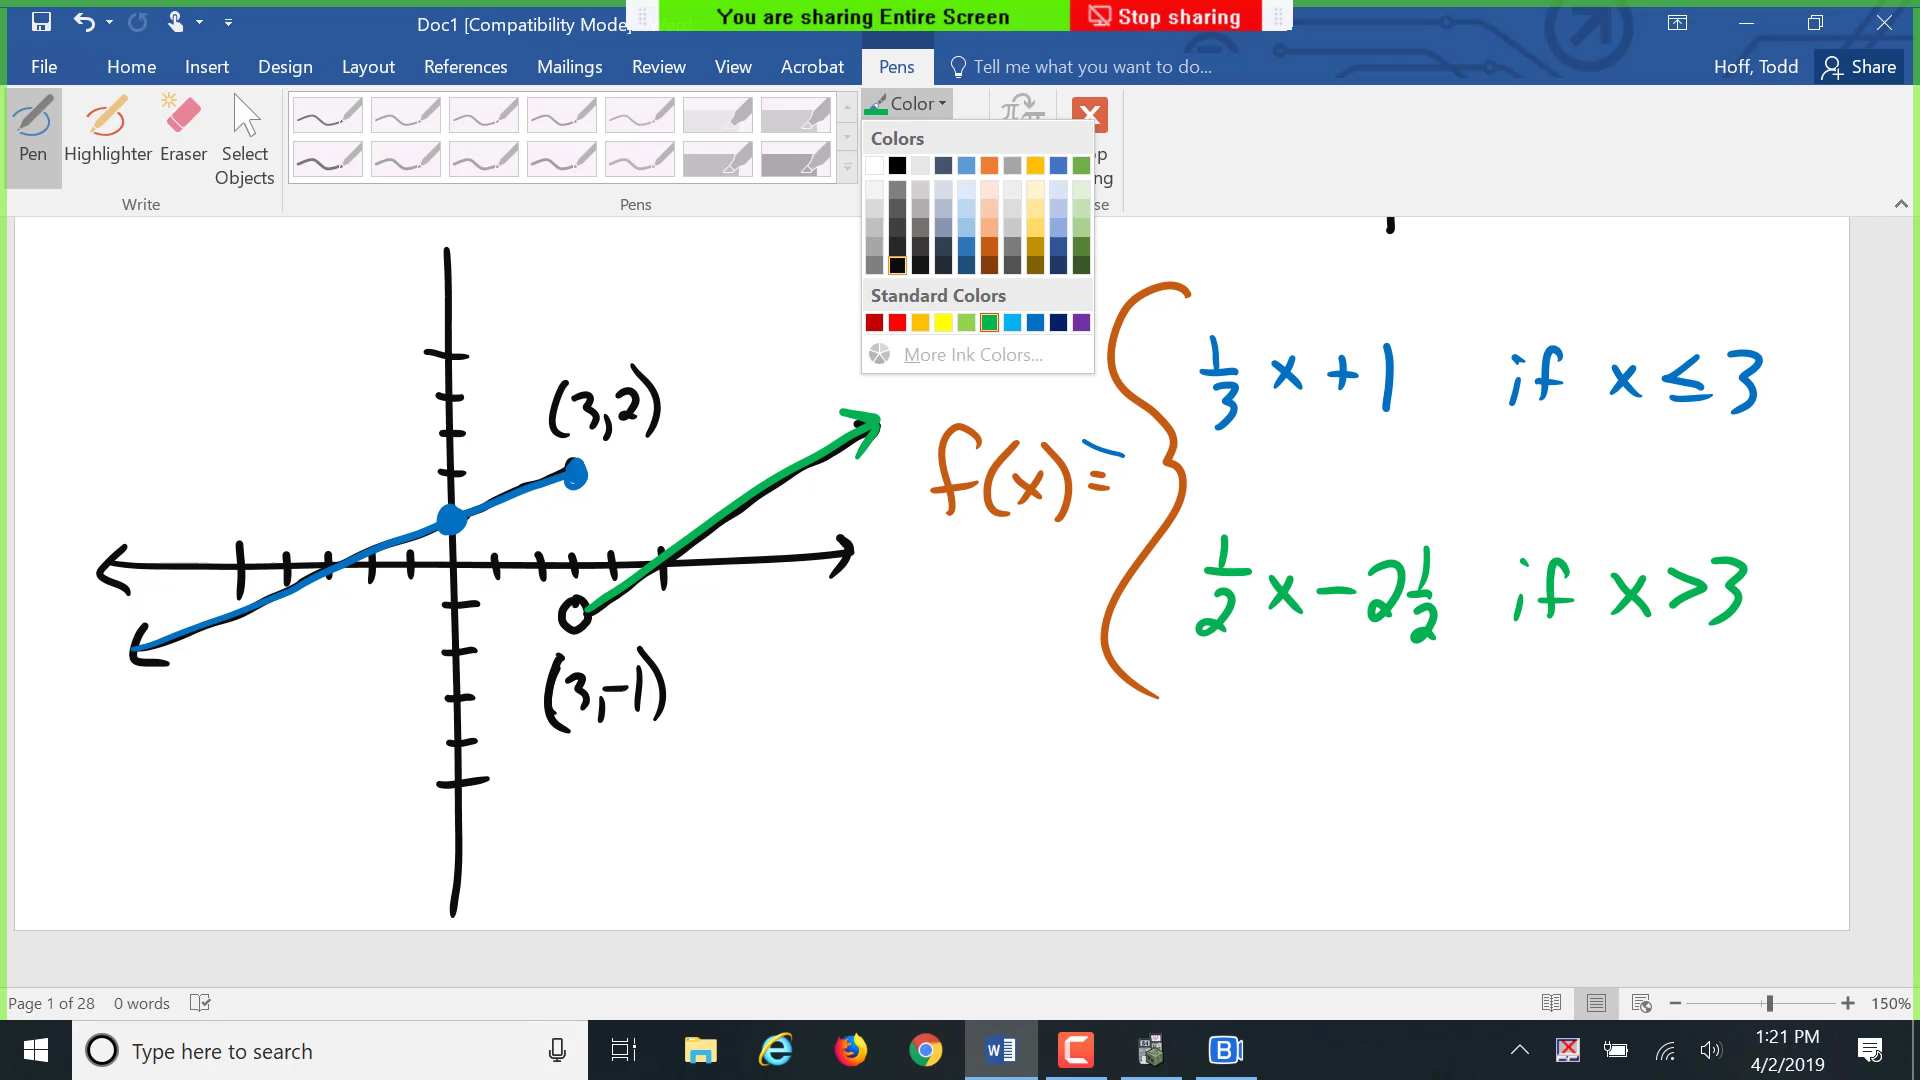 Doc1 [Compatibility Mode]
You are sharing Entire Screen
Stop sharing
File Home Insert Design Layout References Mailings Review View Acrobat Pens Tell me what you want to do... Hoff, Todd Share
Pen Highlighter Eraser Select Objects
Color
Write Pens
Colors
Standard Colors
More Ink Colors...
(3,2)
(3,-1)
f(x) =
1/3 x + 1 if x ≤ 3
1/2 x - 2 1/2 if x > 3
Page 1 of 28 0 words 150%
Type here to search
1:21 PM
4/2/2019